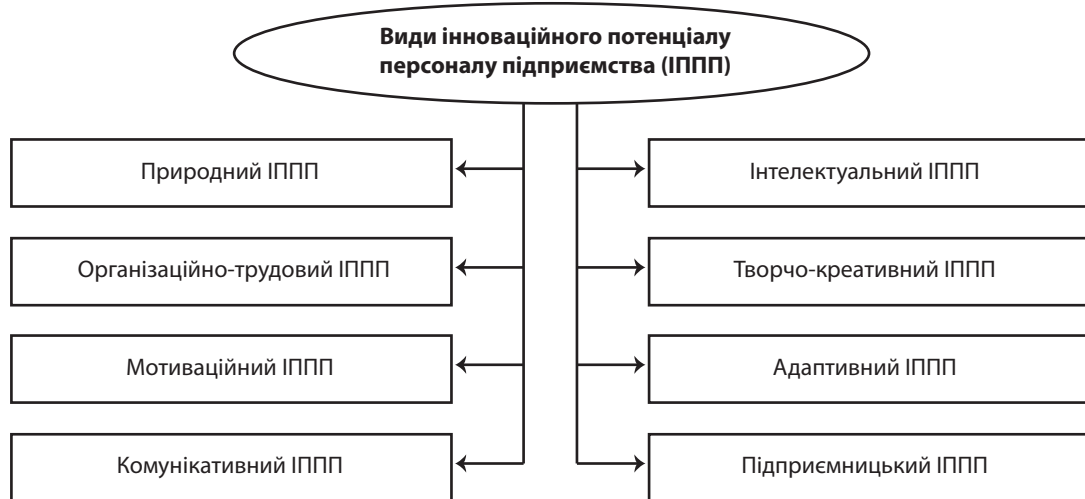 Види інноваційного потенціалу
персоналу підприємства (ІППП)
Природний ІППП
Інтелектуальний ІППП
Організаційно-трудовий ІППП
Творчо-креативний ІППП
Мотиваційний ІППП
Адаптивний ІППП
Комунікативний ІППП
Підприємницький ІППП